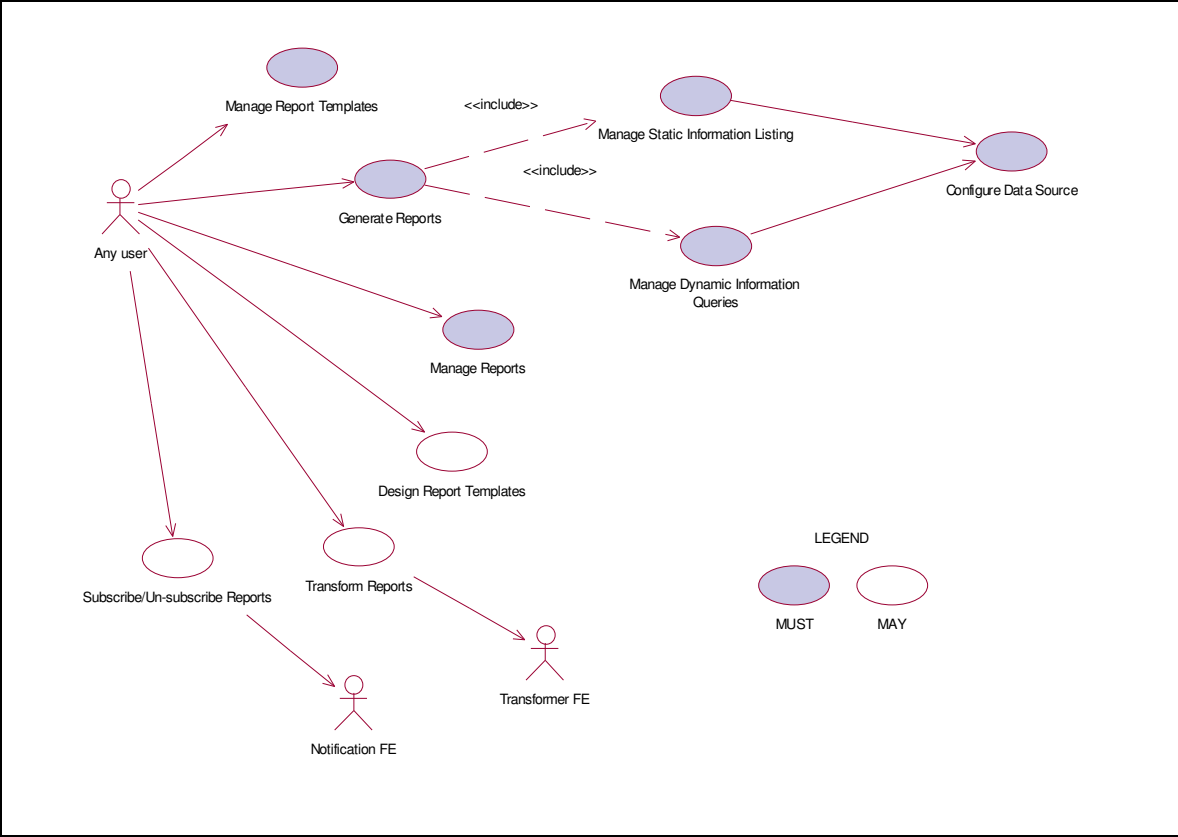 Manage Report Templates
<<include>>
Manage Static Information Listing
<<include>>
Configure Data Source
Generate Reports
Any user
Manage Dynamic Information
Queries
Manage Reports
Design Report Templates
LEGEND
Transform Reports
Subscribe/Un-subscribe Reports
MUST
MAY
Transformer FE
Notification FE